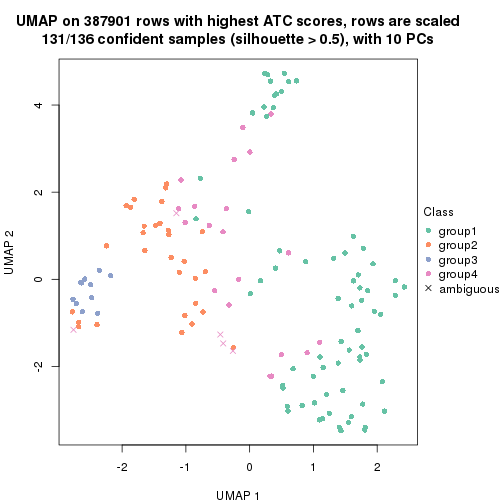 UMAP on 387901 rows with highest ATC scores, rows are scaled
131/136 confident samples (silhouette > 0.5), with 10 PCs
4
2
0
-2
UMAP 2
-2
-1
0
1
2
UMAP 1
Class
group1
group2
group3
group4
ambiguous